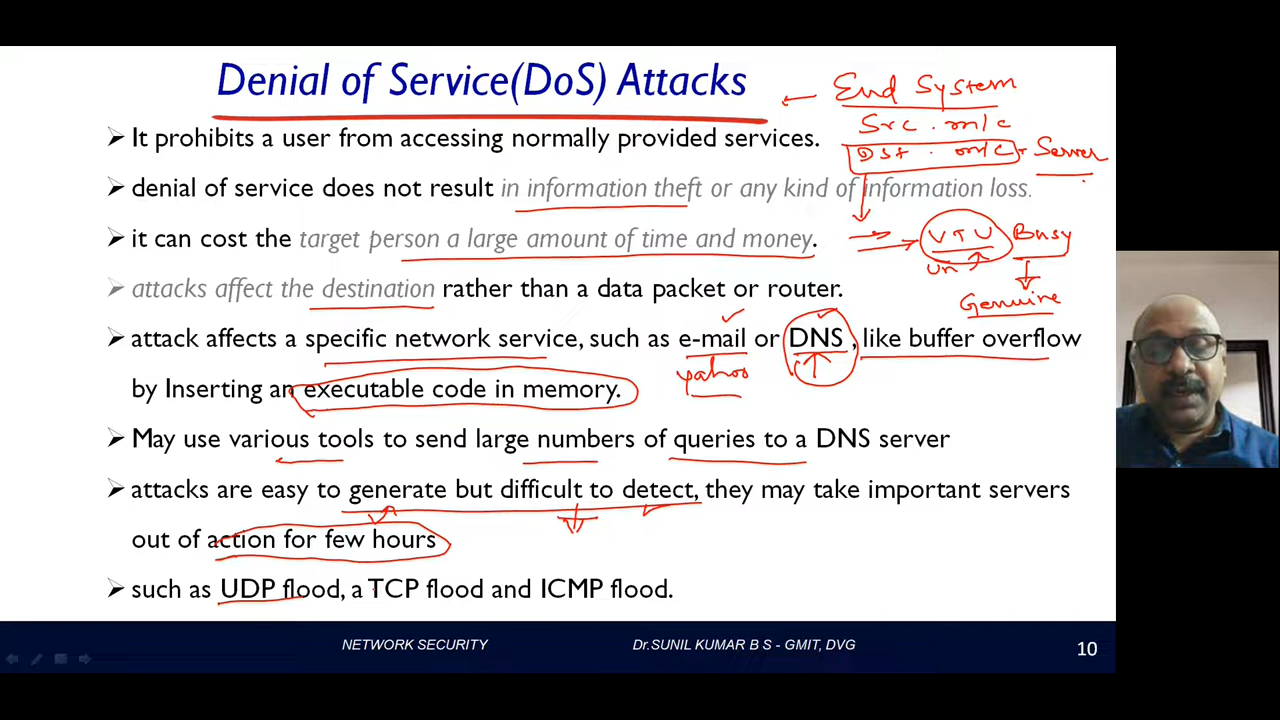 Denial of Service(DoS) Attacks
End System
Src . m/c
Dst . m/c
Server
➢ It prohibits a user from accessing normally provided services.
➢ denial of service does not result in information theft or any kind of information loss.
➢ it can cost the target person a large amount of time and money.
VTU
Busy
un
Genuine
➢ attacks affect the destination rather than a data packet or router.
➢ attack affects a specific network service, such as e-mail or DNS , like buffer overflow
yahoo
by Inserting an executable code in memory.
➢ May use various tools to send large numbers of queries to a DNS server
➢ attacks are easy to generate but difficult to detect, they may take important servers
out of action for few hours
➢ such as UDP flood, a TCP flood and ICMP flood.
NETWORK SECURITY
Dr.SUNIL KUMAR B S - GMIT, DVG
10